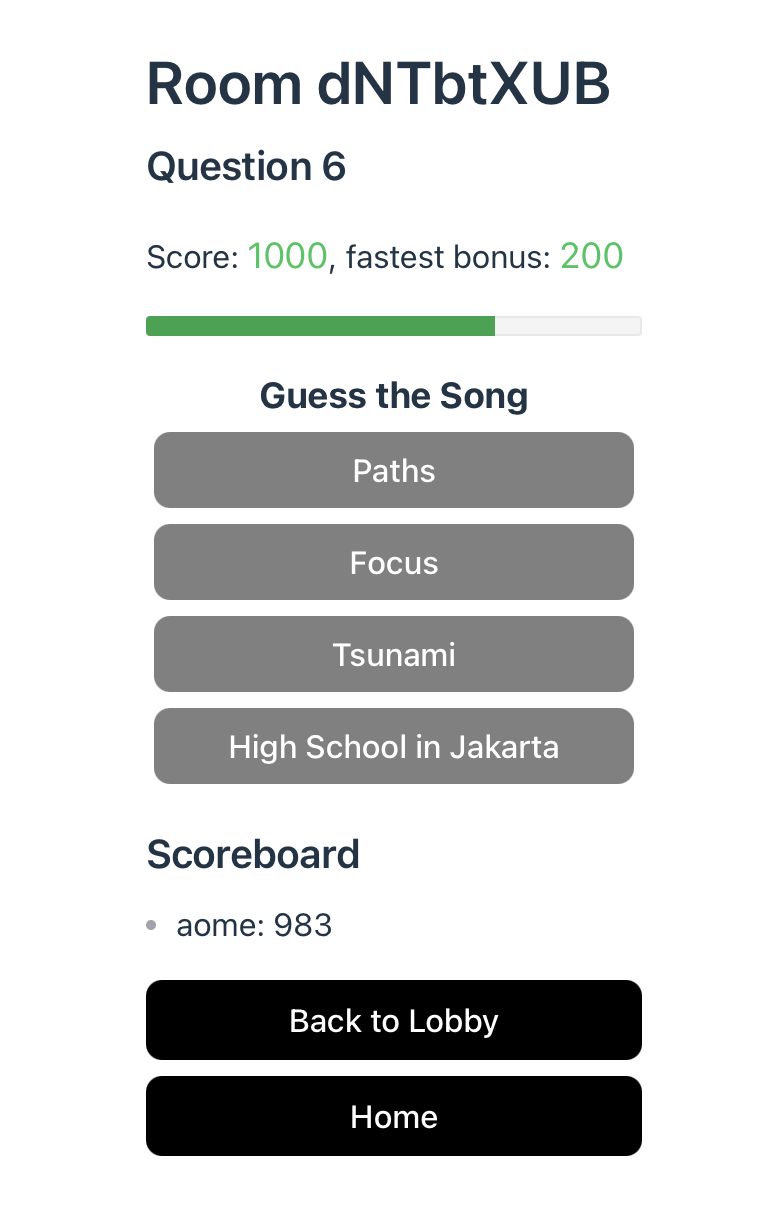 Room dNTbtXUB
Question 6
Score: 1000, fastest bonus: 200
Guess the Song
Paths
Focus
Tsunami
High School in Jakarta
Scoreboard
aome: 983
Back to Lobby
Home